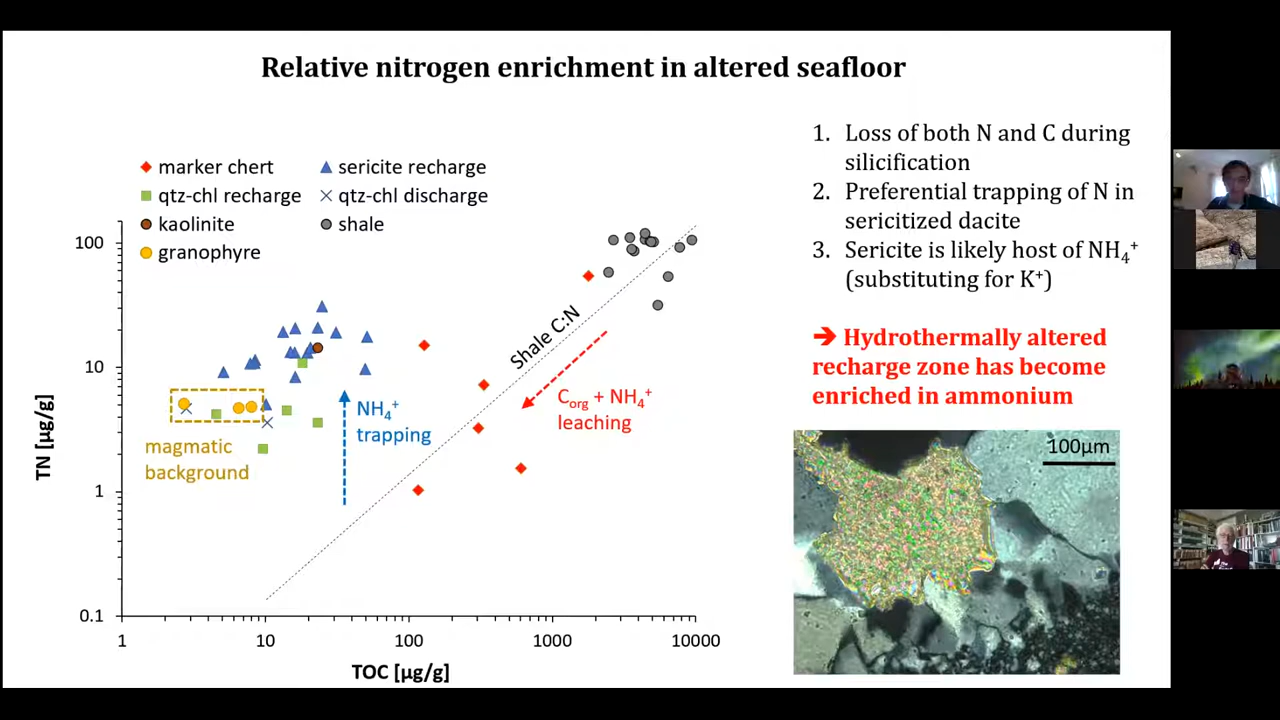 Relative nitrogen enrichment in altered seafloor
marker chert
sericite recharge
qtz-chl recharge
qtz-chl discharge
kaolinite
shale
granophyre
TN [µg/g]
100
10
1
0.1
1
10
100
1000
10000
TOC [µg/g]
magmatic
background
NH₄⁺
trapping
Shale C:N
Corg + NH₄⁺
leaching
1. Loss of both N and C during
silicification
2. Preferential trapping of N in
sericitized dacite
3. Sericite is likely host of NH₄⁺
(substituting for K⁺)
➔ Hydrothermally altered
recharge zone has become
enriched in ammonium
100µm